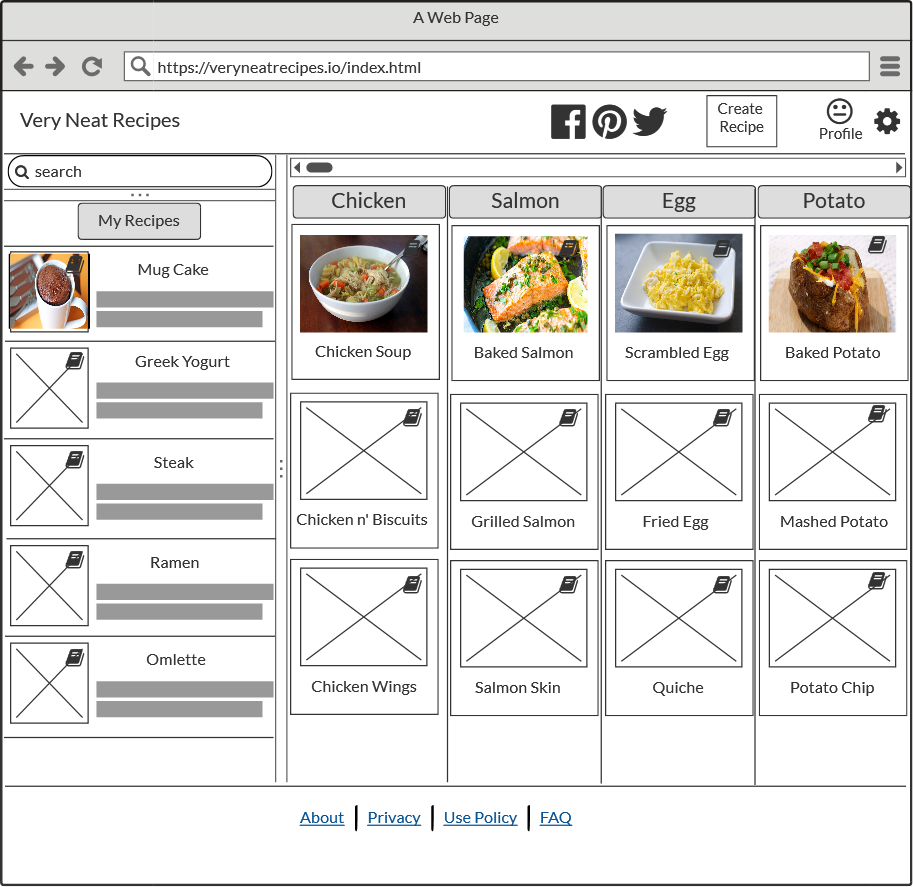 A Web Page
https://veryneatrecipes.io/index.html
Very Neat Recipes
Create
Recipe
Profile
search
My Recipes
Mug Cake
Greek Yogurt
Steak
Ramen
Omlette
Chicken
Salmon
Egg
Potato
Chicken Soup
Baked Salmon
Scrambled Egg
Baked Potato
Chicken n' Biscuits
Grilled Salmon
Fried Egg
Mashed Potato
Chicken Wings
Salmon Skin
Quiche
Potato Chip
About
Privacy
Use Policy
FAQ